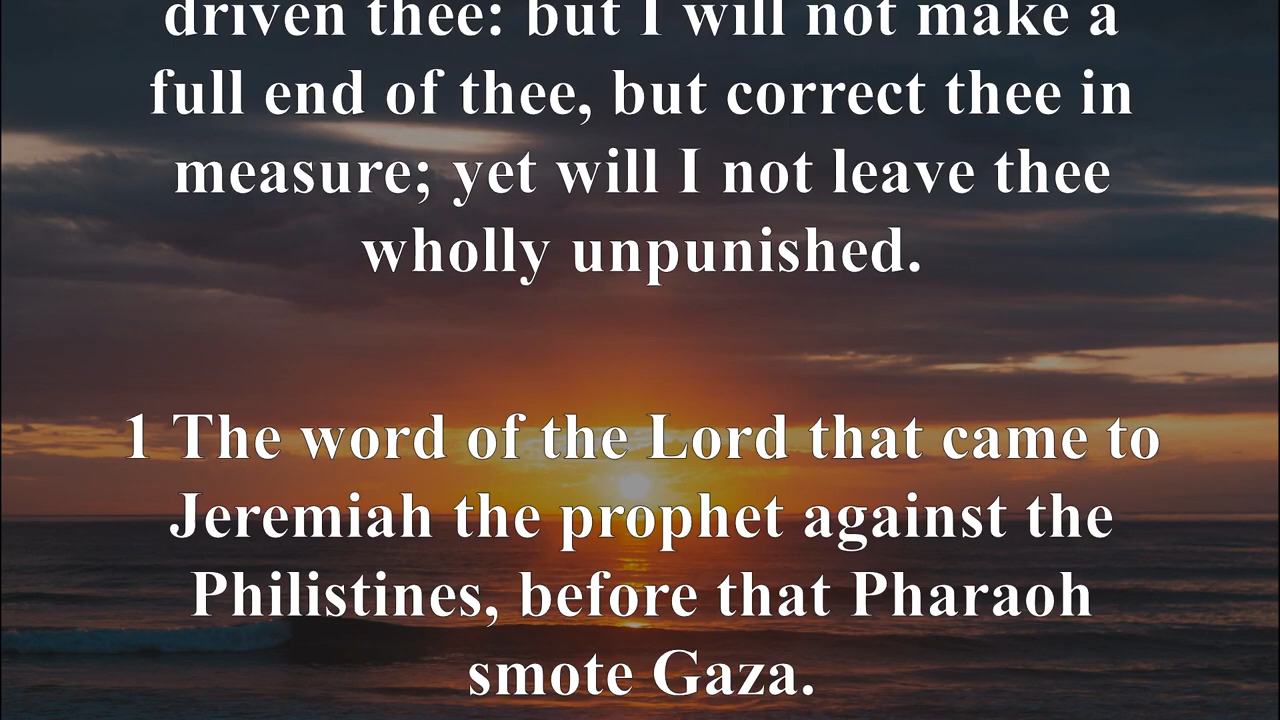 driven thee: but I will not make a
full end of thee, but correct thee in
measure; yet will I not leave thee
wholly unpunished.
1 The word of the Lord that came to
Jeremiah the prophet against the
Philistines, before that Pharaoh
smote Gaza.